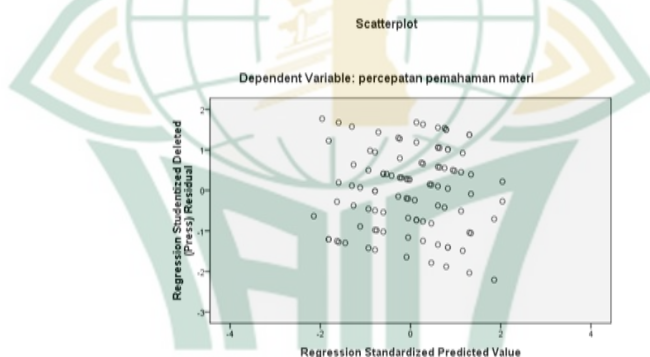 Scatterplot
Dependent Variable: percepatan pemahaman materi
Regression Studentized Deleted
(Press) Residual
2
1
0
-1
-2
-3
-4
-2
0
2
4
Regression Standardized Predicted Value